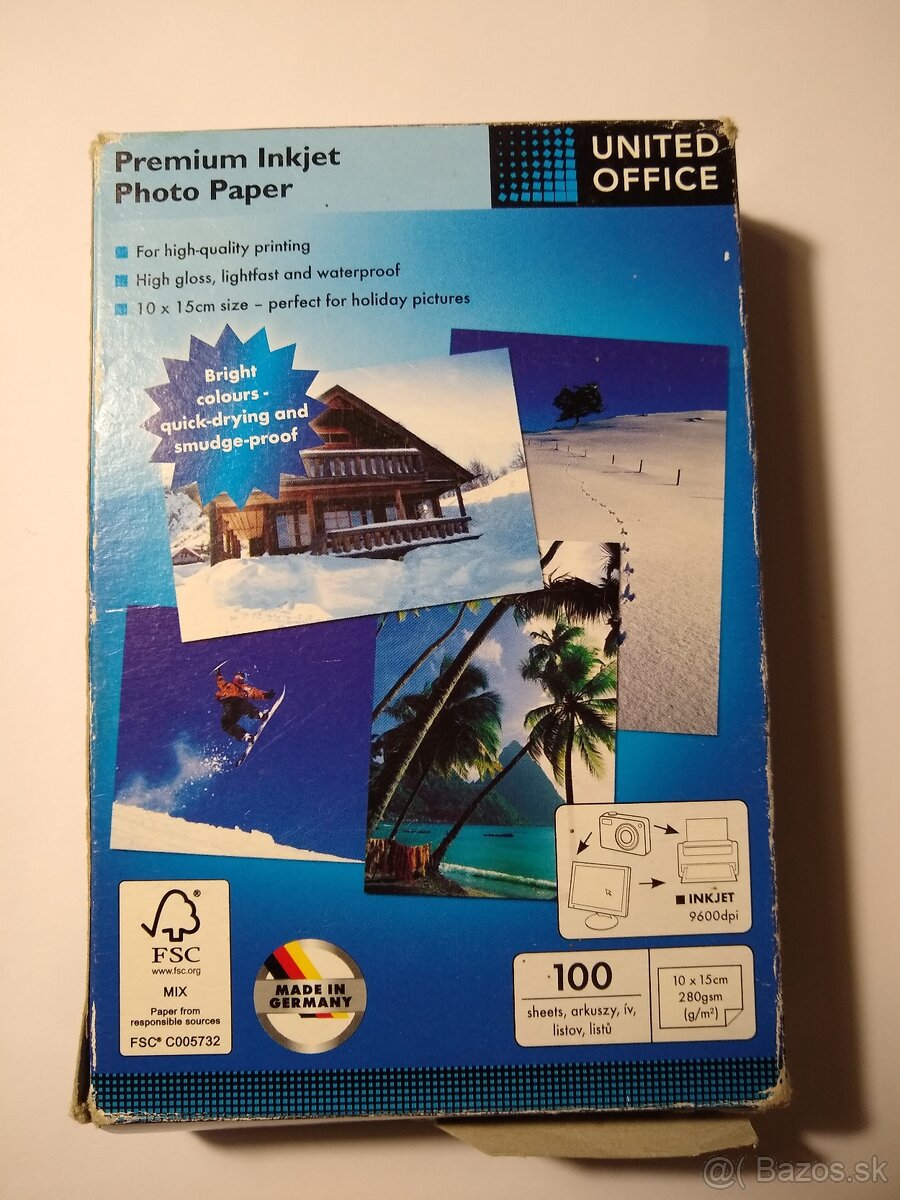 Premium Inkjet
Photo Paper
UNITED
OFFICE
For high-quality printing
High gloss, lightfast and waterproof
10 x 15cm size – perfect for holiday pictures
Bright
colours -
quick-drying and
smudge-proof
INKJET
9600dpi
FSC®
www.fsc.org
MIX
Paper from
responsible sources
FSC® C005732
MADE IN
GERMANY
100
sheets, arkuszy, ív,
listov, listů
10 x 15cm
280gsm
(g/m²)
@( Bazos.sk